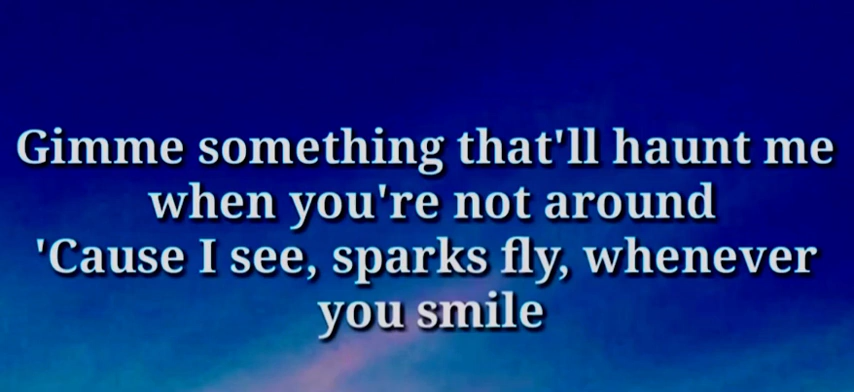 Gimme something that'll haunt me
when you're not around
'Cause I see, sparks fly, whenever
you smile